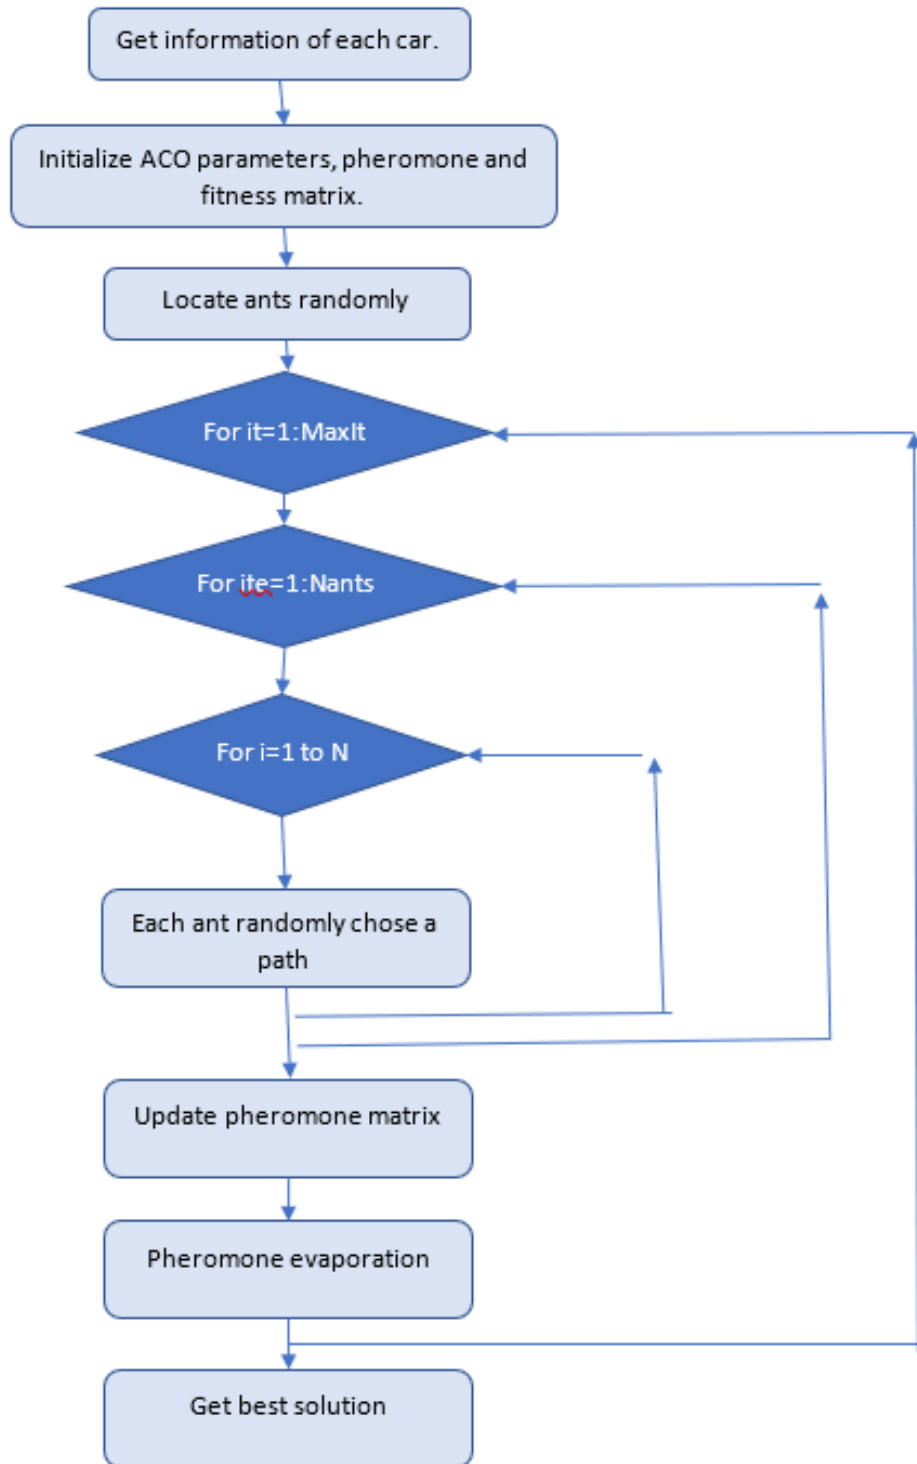 Get information of each car.
Initialize ACO parameters, pheromone and
fitness matrix.
Locate ants randomly
For it=1:MaxIt
For ite=1:Nants
For i=1 to N
Each ant randomly chose a
path
Update pheromone matrix
Pheromone evaporation
Get best solution